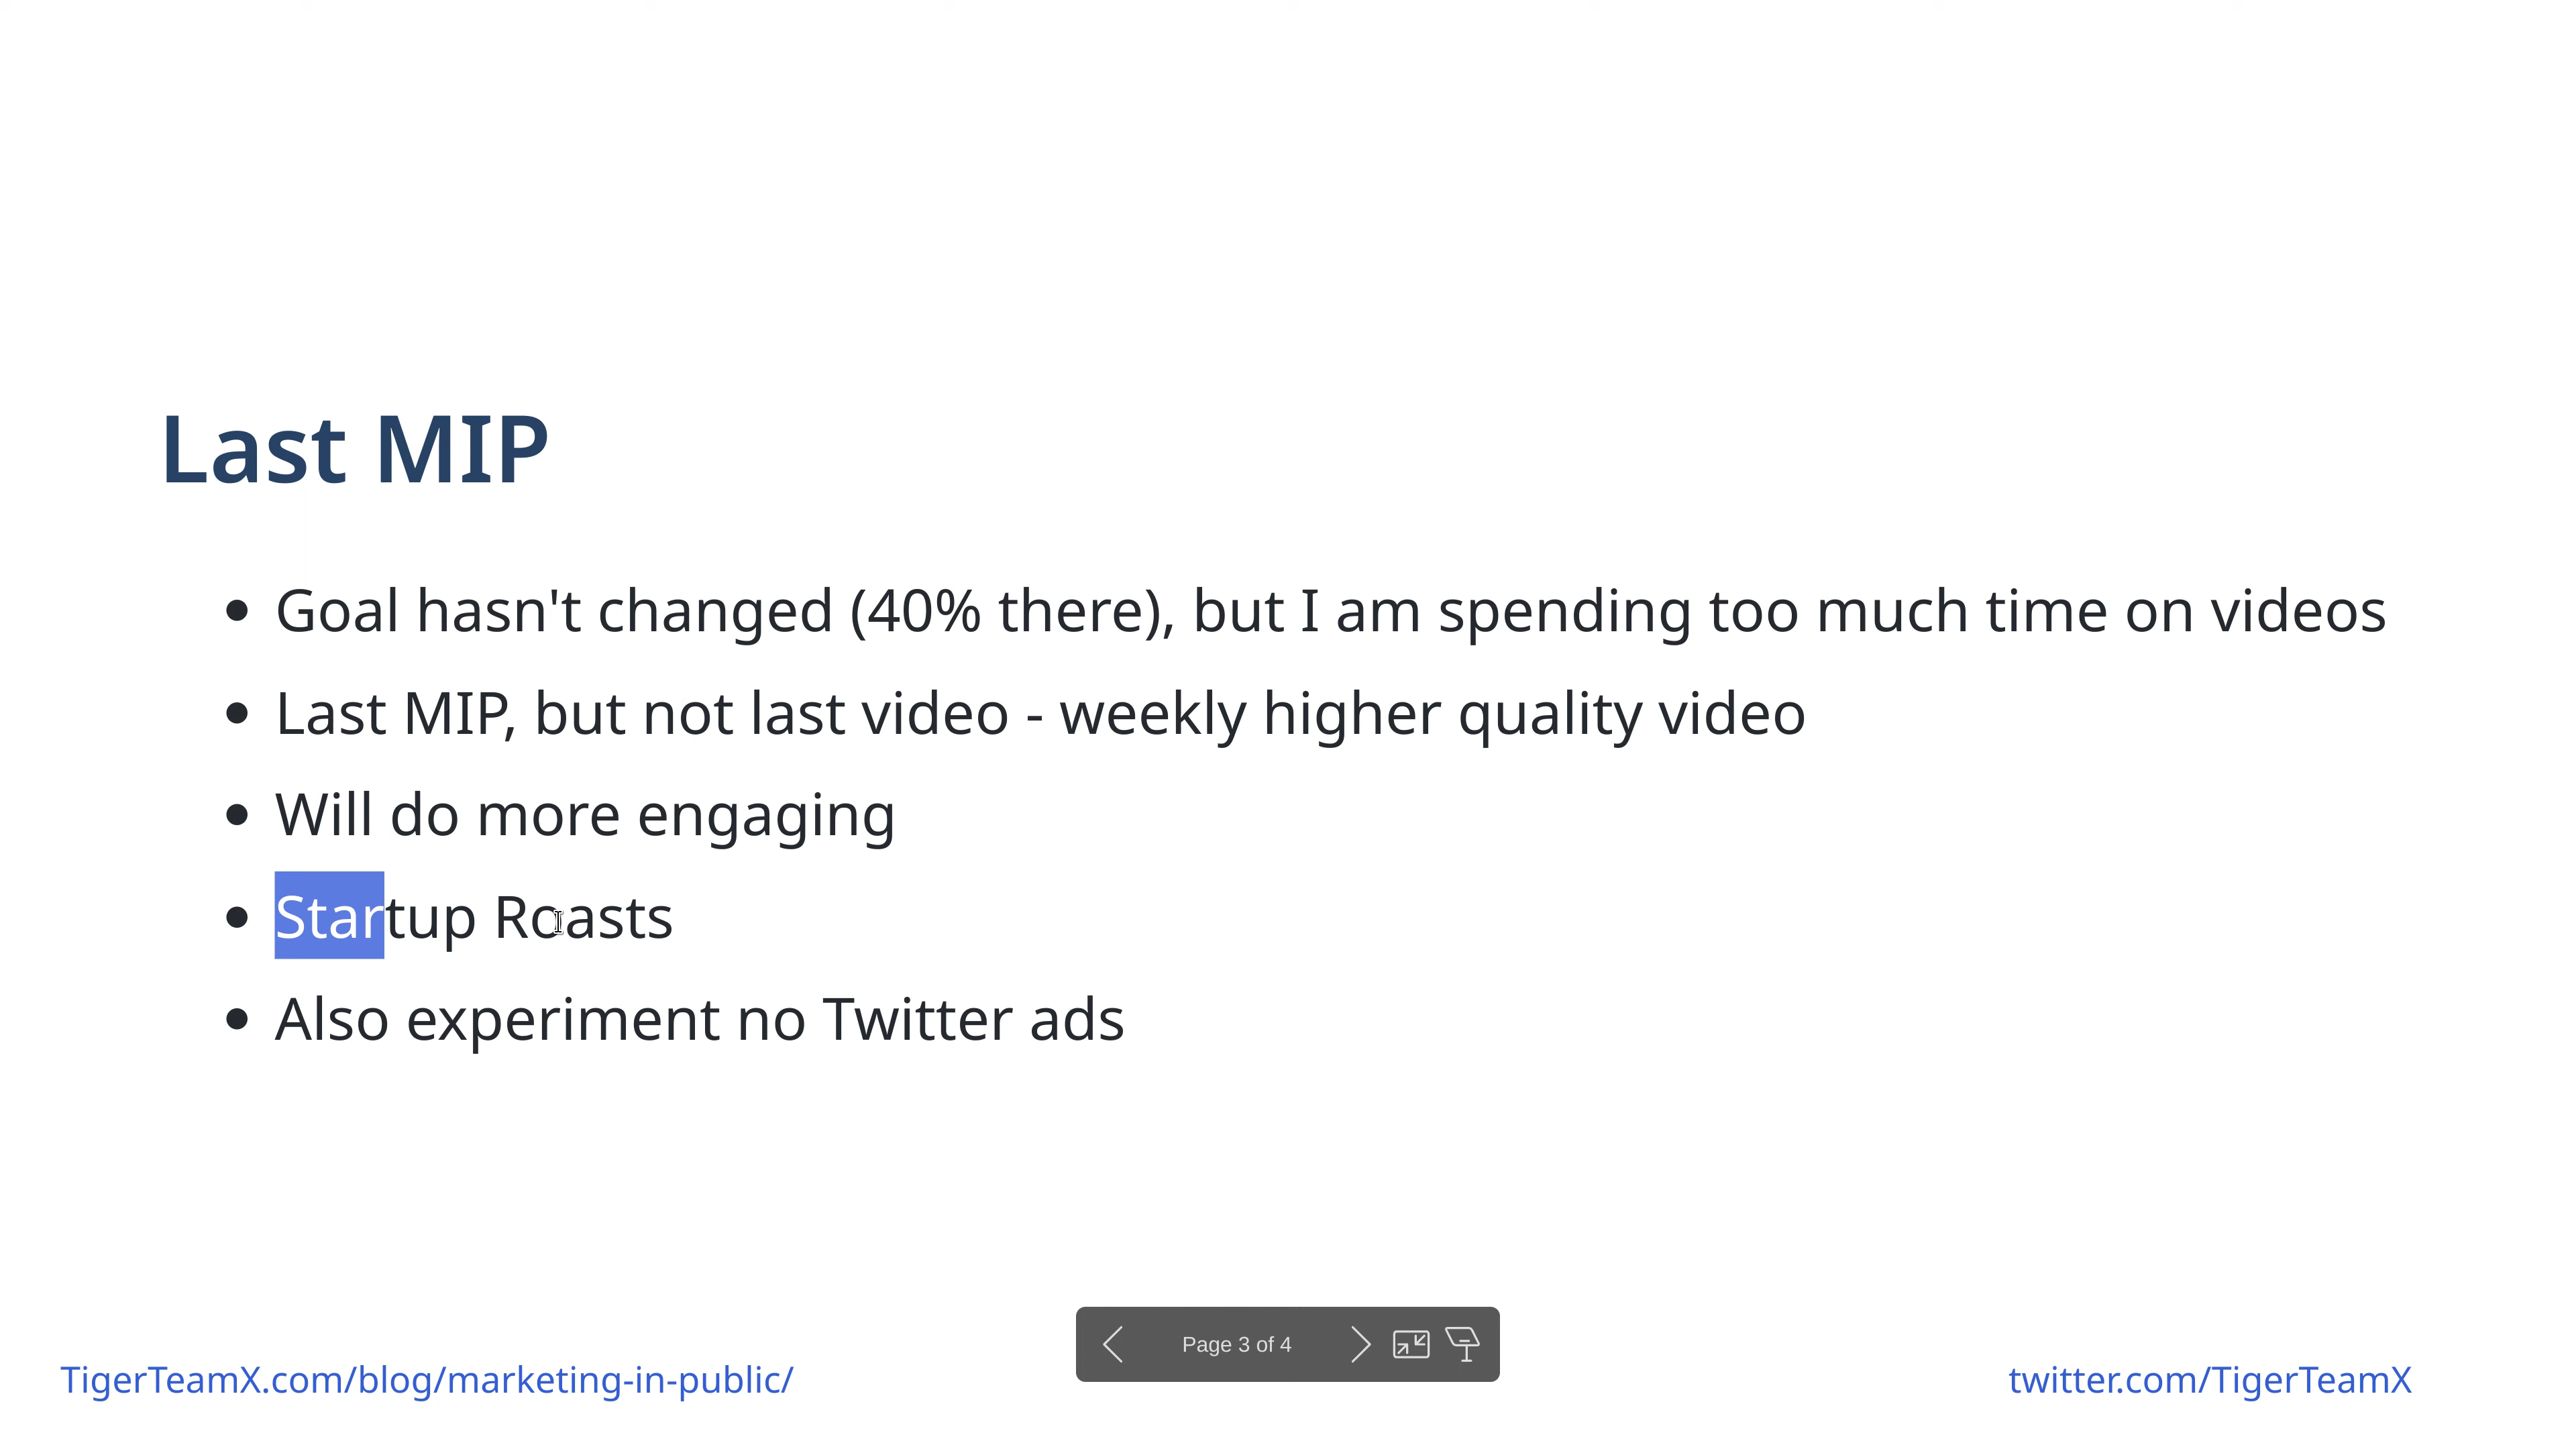 Last MIP
Goal hasn't changed (40% there), but I am spending too much time on videos
Last MIP, but not last video - weekly higher quality video
Will do more engaging
Startup Roasts
Also experiment no Twitter ads
Page 3 of 4
TigerTeamX.com/blog/marketing-in-public/
twitter.com/TigerTeamX